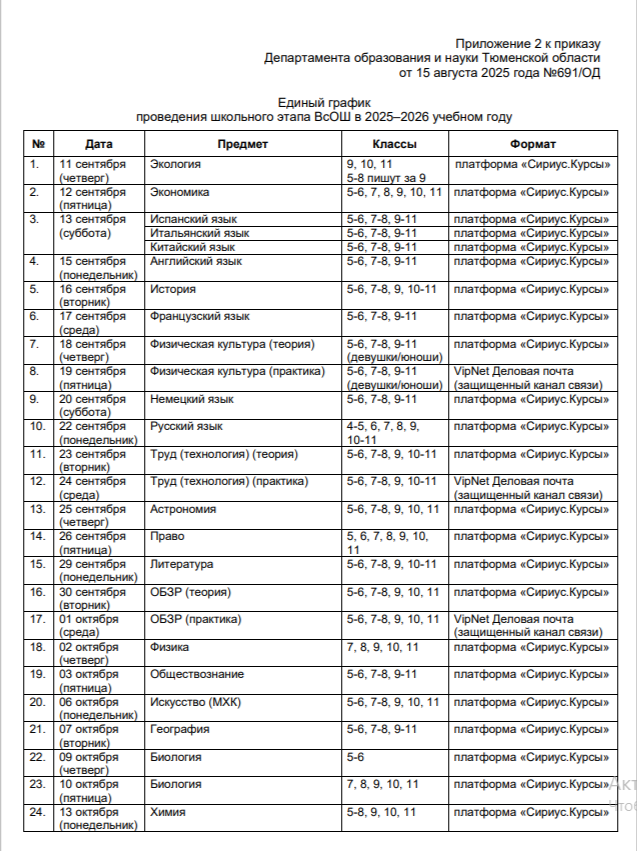 Приложение 2 к приказу
Департамента образования и науки Тюменской области
от 15 августа 2025 года №691/ОД
Единый график
проведения школьного этапа ВсОШ в 2025–2026 учебном году
№ Дата Предмет Классы Формат
1. 11 сентября Экология 9, 10, 11 платформа «Сириус.Курсы»
(четверг) 5-8 пишут за 9
2. 12 сентября Экономика 5-6, 7, 8, 9, 10, 11 платформа «Сириус.Курсы»
(пятница)
3. 13 сентября Испанский язык 5-6, 7-8, 9-11 платформа «Сириус.Курсы»
(суббота) Итальянский язык 5-6, 7-8, 9-11 платформа «Сириус.Курсы»
Китайский язык 5-6, 7-8, 9-11 платформа «Сириус.Курсы»
4. 15 сентября Английский язык 5-6, 7-8, 9-11 платформа «Сириус.Курсы»
(понедельник)
5. 16 сентября История 5-6, 7-8, 9, 10-11 платформа «Сириус.Курсы»
(вторник)
6. 17 сентября Французский язык 5-6, 7-8, 9-11 платформа «Сириус.Курсы»
(среда)
7. 18 сентября Физическая культура (теория) 5-6, 7-8, 9-11 платформа «Сириус.Курсы»
(четверг) (девушки/юноши)
8. 19 сентября Физическая культура (практика) 5-6, 7-8, 9-11 VipNet Деловая почта
(пятница) (девушки/юноши) (защищенный канал связи)
9. 20 сентября Немецкий язык 5-6, 7-8, 9-11 платформа «Сириус.Курсы»
(суббота)
10. 22 сентября Русский язык 4-5, 6, 7, 8, 9, платформа «Сириус.Курсы»
(понедельник) 10-11
11. 23 сентября Труд (технология) (теория) 5-6, 7-8, 9, 10-11 платформа «Сириус.Курсы»
(вторник)
12. 24 сентября Труд (технология) (практика) 5-6, 7-8, 9, 10-11 VipNet Деловая почта
(среда) (защищенный канал связи)
13. 25 сентября Астрономия 5-6, 7-8, 9, 10, 11 платформа «Сириус.Курсы»
(четверг)
14. 26 сентября Право 5, 6, 7, 8, 9, 10, платформа «Сириус.Курсы»
(пятница) 11
15. 29 сентября Литература 5-6, 7-8, 9, 10-11 платформа «Сириус.Курсы»
(понедельник)
16. 30 сентября ОБЗР (теория) 5-6, 7-8, 9, 10, 11 платформа «Сириус.Курсы»
(вторник)
17. 01 октября ОБЗР (практика) 5-6, 7-8, 9, 10, 11 VipNet Деловая почта
(среда) (защищенный канал связи)
18. 02 октября Физика 7, 8, 9, 10, 11 платформа «Сириус.Курсы»
(четверг)
19. 03 октября Обществознание 5-6, 7-8, 9-11 платформа «Сириус.Курсы»
(пятница)
20. 06 октября Искусство (МХК) 5-6, 7-8, 9, 10, 11 платформа «Сириус.Курсы»
(понедельник)
21. 07 октября География 5-6, 7-8, 9-11 платформа «Сириус.Курсы»
(вторник)
22. 09 октября Биология 5-6 платформа «Сириус.Курсы»
(четверг)
23. 10 октября Биология 7, 8, 9, 10, 11 платформа «Сириус.Курсы»
(пятница)
24. 13 октября Химия 5-8, 9, 10, 11 платформа «Сириус.Курсы»
(понедельник)